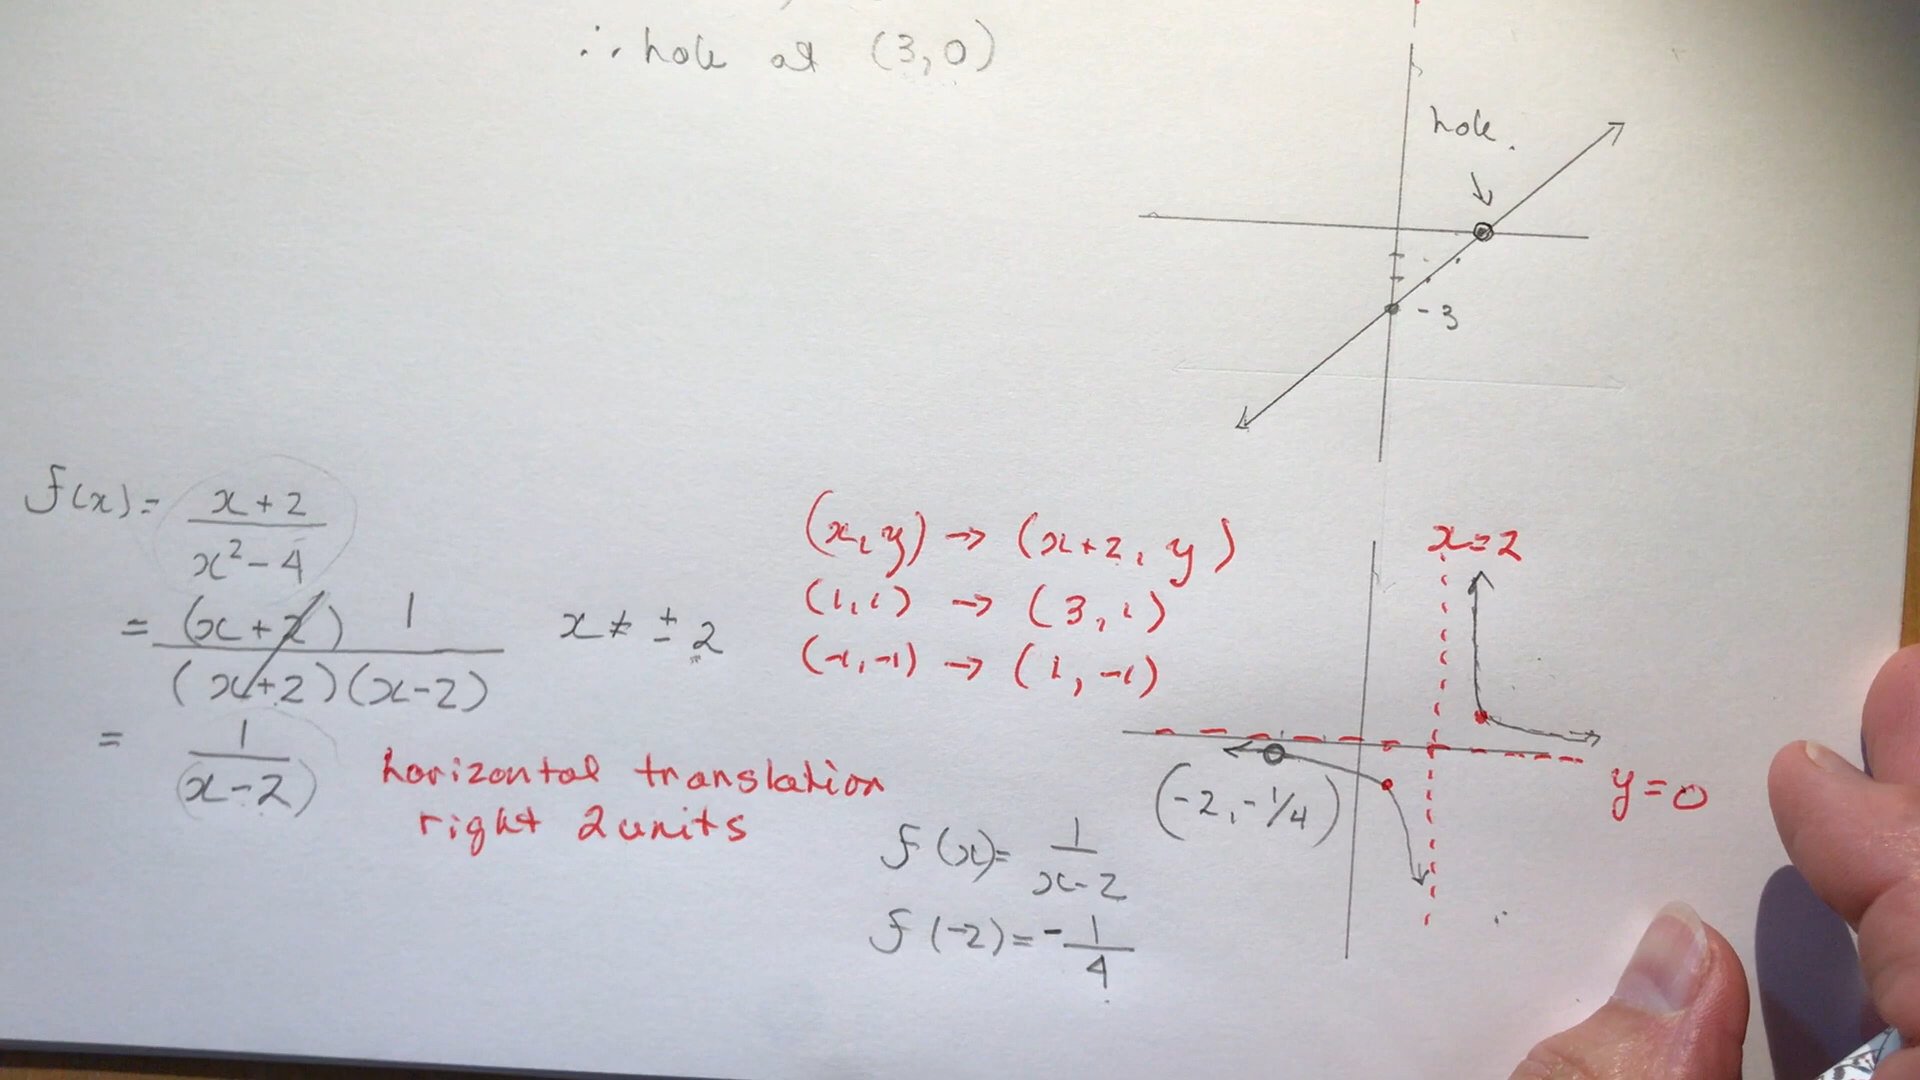 ∴ hole at (3,0)
hole.
-3
f(x)= x+2
x²-4
= (x+2) 1
(x+2)(x-2)
x ≠ ±2
= 1
(x-2)
horizontal translation
right 2 units
(x,y) → (x+2, y)
(1,1) → (3,1)
(-1,-1) → (1,-1)
x=2
y=0
(-2,-1/4)
f(x)= 1
x-2
f(-2)= - 1
4